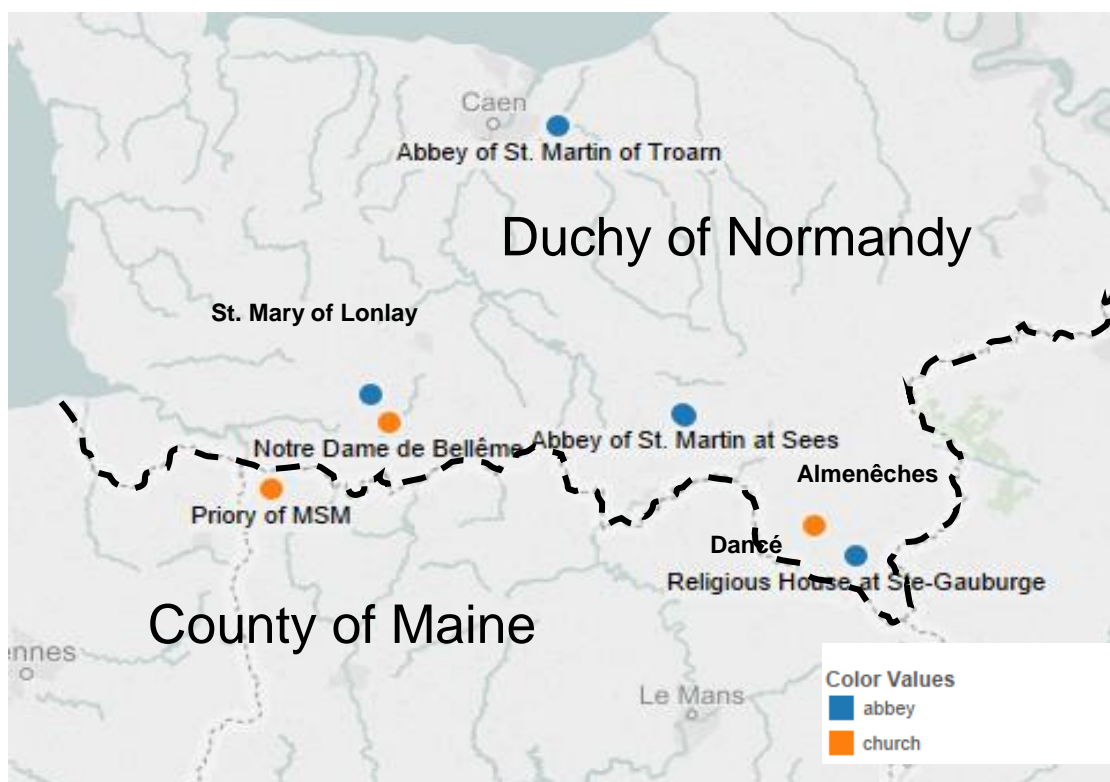 Caen
Abbey of St. Martin of Troarn
Duchy of Normandy
St. Mary of Lonlay
Notre Dame de Bellême
Abbey of St. Martin at Sees
Almenêches
Priory of MSM
Dancé
Religious House at Ste-Gauburge
County of Maine
ennes
Le Mans
Color Values
abbey
church